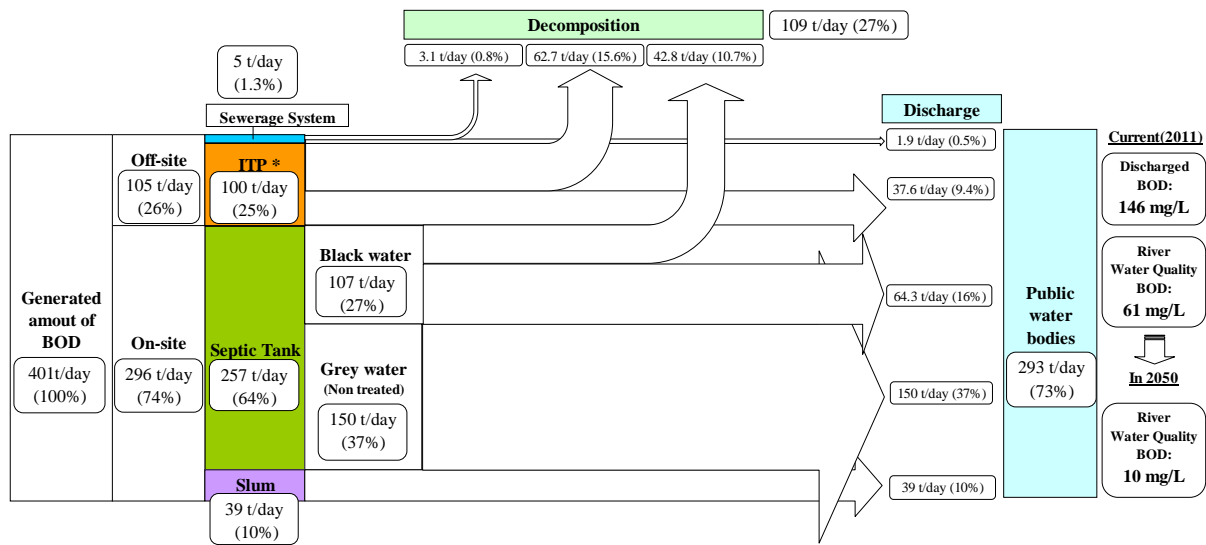 Decomposition
109 t/day (27%)
3.1 t/day (0.8%)
62.7 t/day (15.6%)
42.8 t/day (10.7%)
5 t/day
(1.3%)
Sewerage System
Generated
amout of
BOD
401t/day
(100%)
Off-site
105 t/day
(26%)
On-site
296 t/day
(74%)
ITP *
100 t/day
(25%)
Septic Tank
257 t/day
(64%)
Slum
39 t/day
(10%)
Black water
107 t/day
(27%)
Grey water
(Non treated)
150 t/day
(37%)
Discharge
1.9 t/day (0.5%)
37.6 t/day (9.4%)
64.3 t/day (16%)
150 t/day (37%)
39 t/day (10%)
Public
water
bodies
293 t/day
(73%)
Current(2011)
Discharged
BOD:
146 mg/L
River
Water Quality
BOD:
61 mg/L
In 2050
River
Water Quality
BOD:
10 mg/L